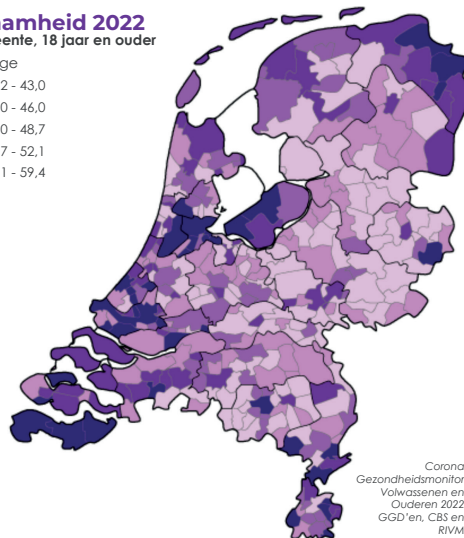 amheid 2022
ente, 18 jaar en ouder
ge
2 - 43,0
0 - 46,0
0 - 48,7
7 - 52,1
1 - 59,4
Corona
Gezondheidsmonitor
Volwassenen en
Ouderen 2022
GGD'en, CBS en
RIVM